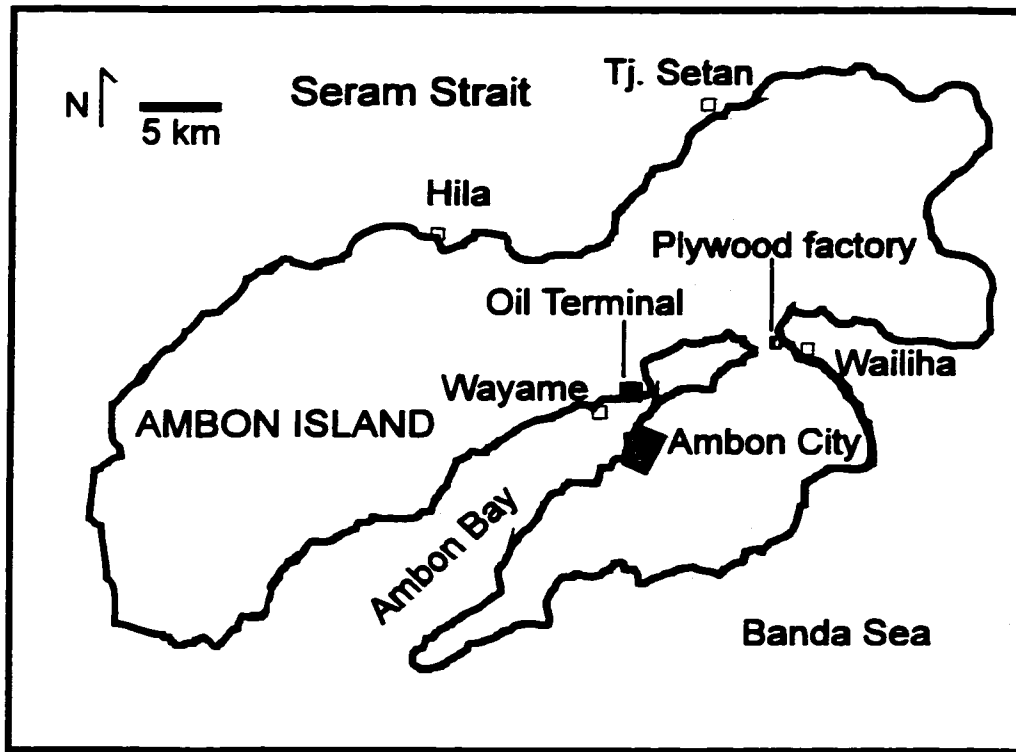 Tj. Setan
Seram Strait
N
5 km
Hila
Plywood factory
Oil Terminal
Wailiha
Wayame
AMBON ISLAND
Ambon City
Ambon Bay
Banda Sea